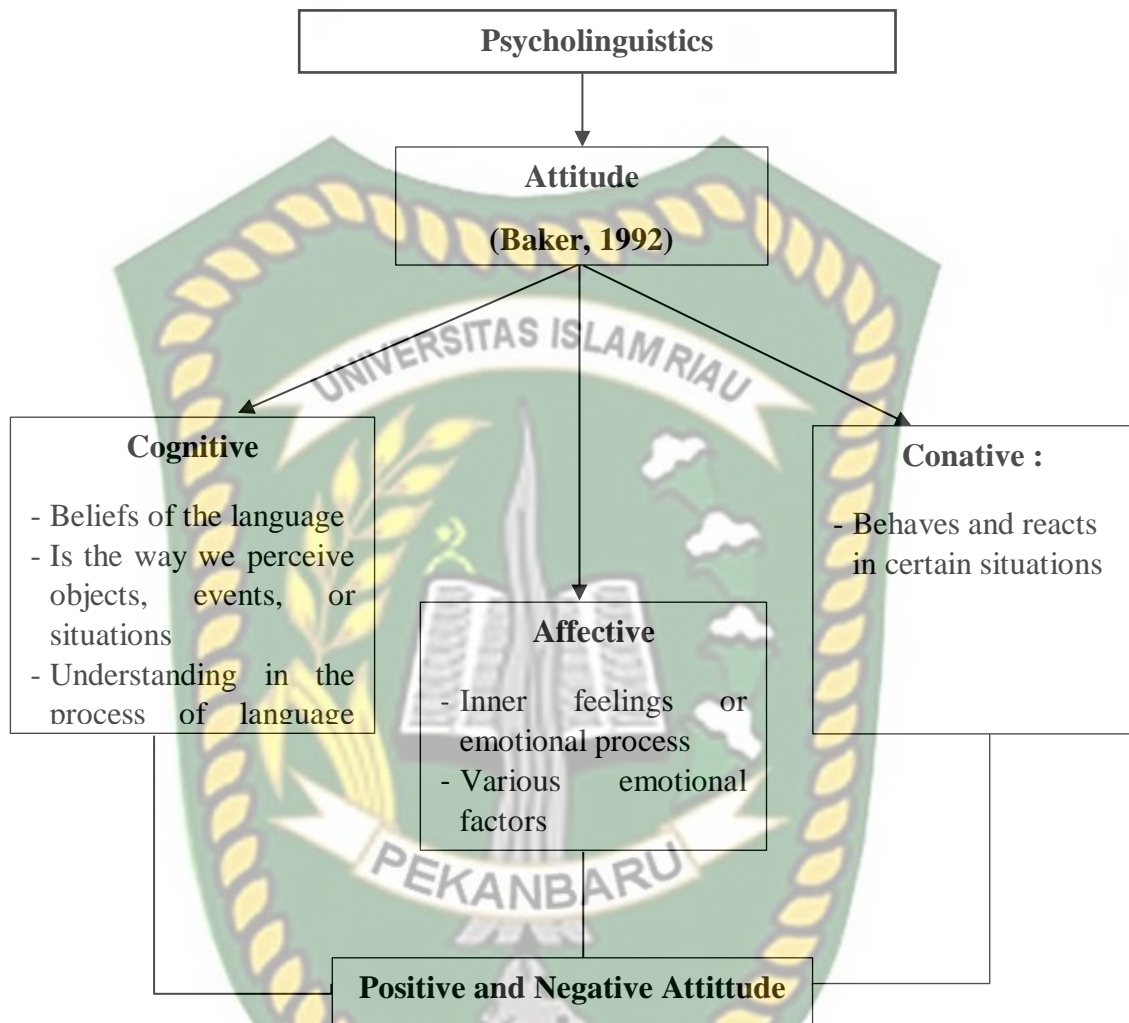 Psycholinguistics
Attitude
(Baker, 1992)
UNIVERSITAS ISLAM RIAU
Cognitive
- Beliefs of the language
- Is the way we perceive
objects, events, or
situations
- Understanding in the
process of language
Conative :
- Behaves and reacts
in certain situations
Affective
- Inner feelings or
emotional process
- Various emotional
factors
PEKANBARU
Positive and Negative Attittude